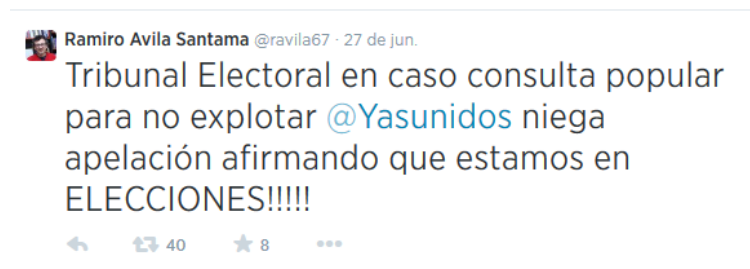 Ramiro Avila Santama @ravila67 · 27 de jun.
Tribunal Electoral en caso consulta popular
para no explotar @Yasunidos niega
apelación afirmando que estamos en
ELECCIONES!!!!!
40 8